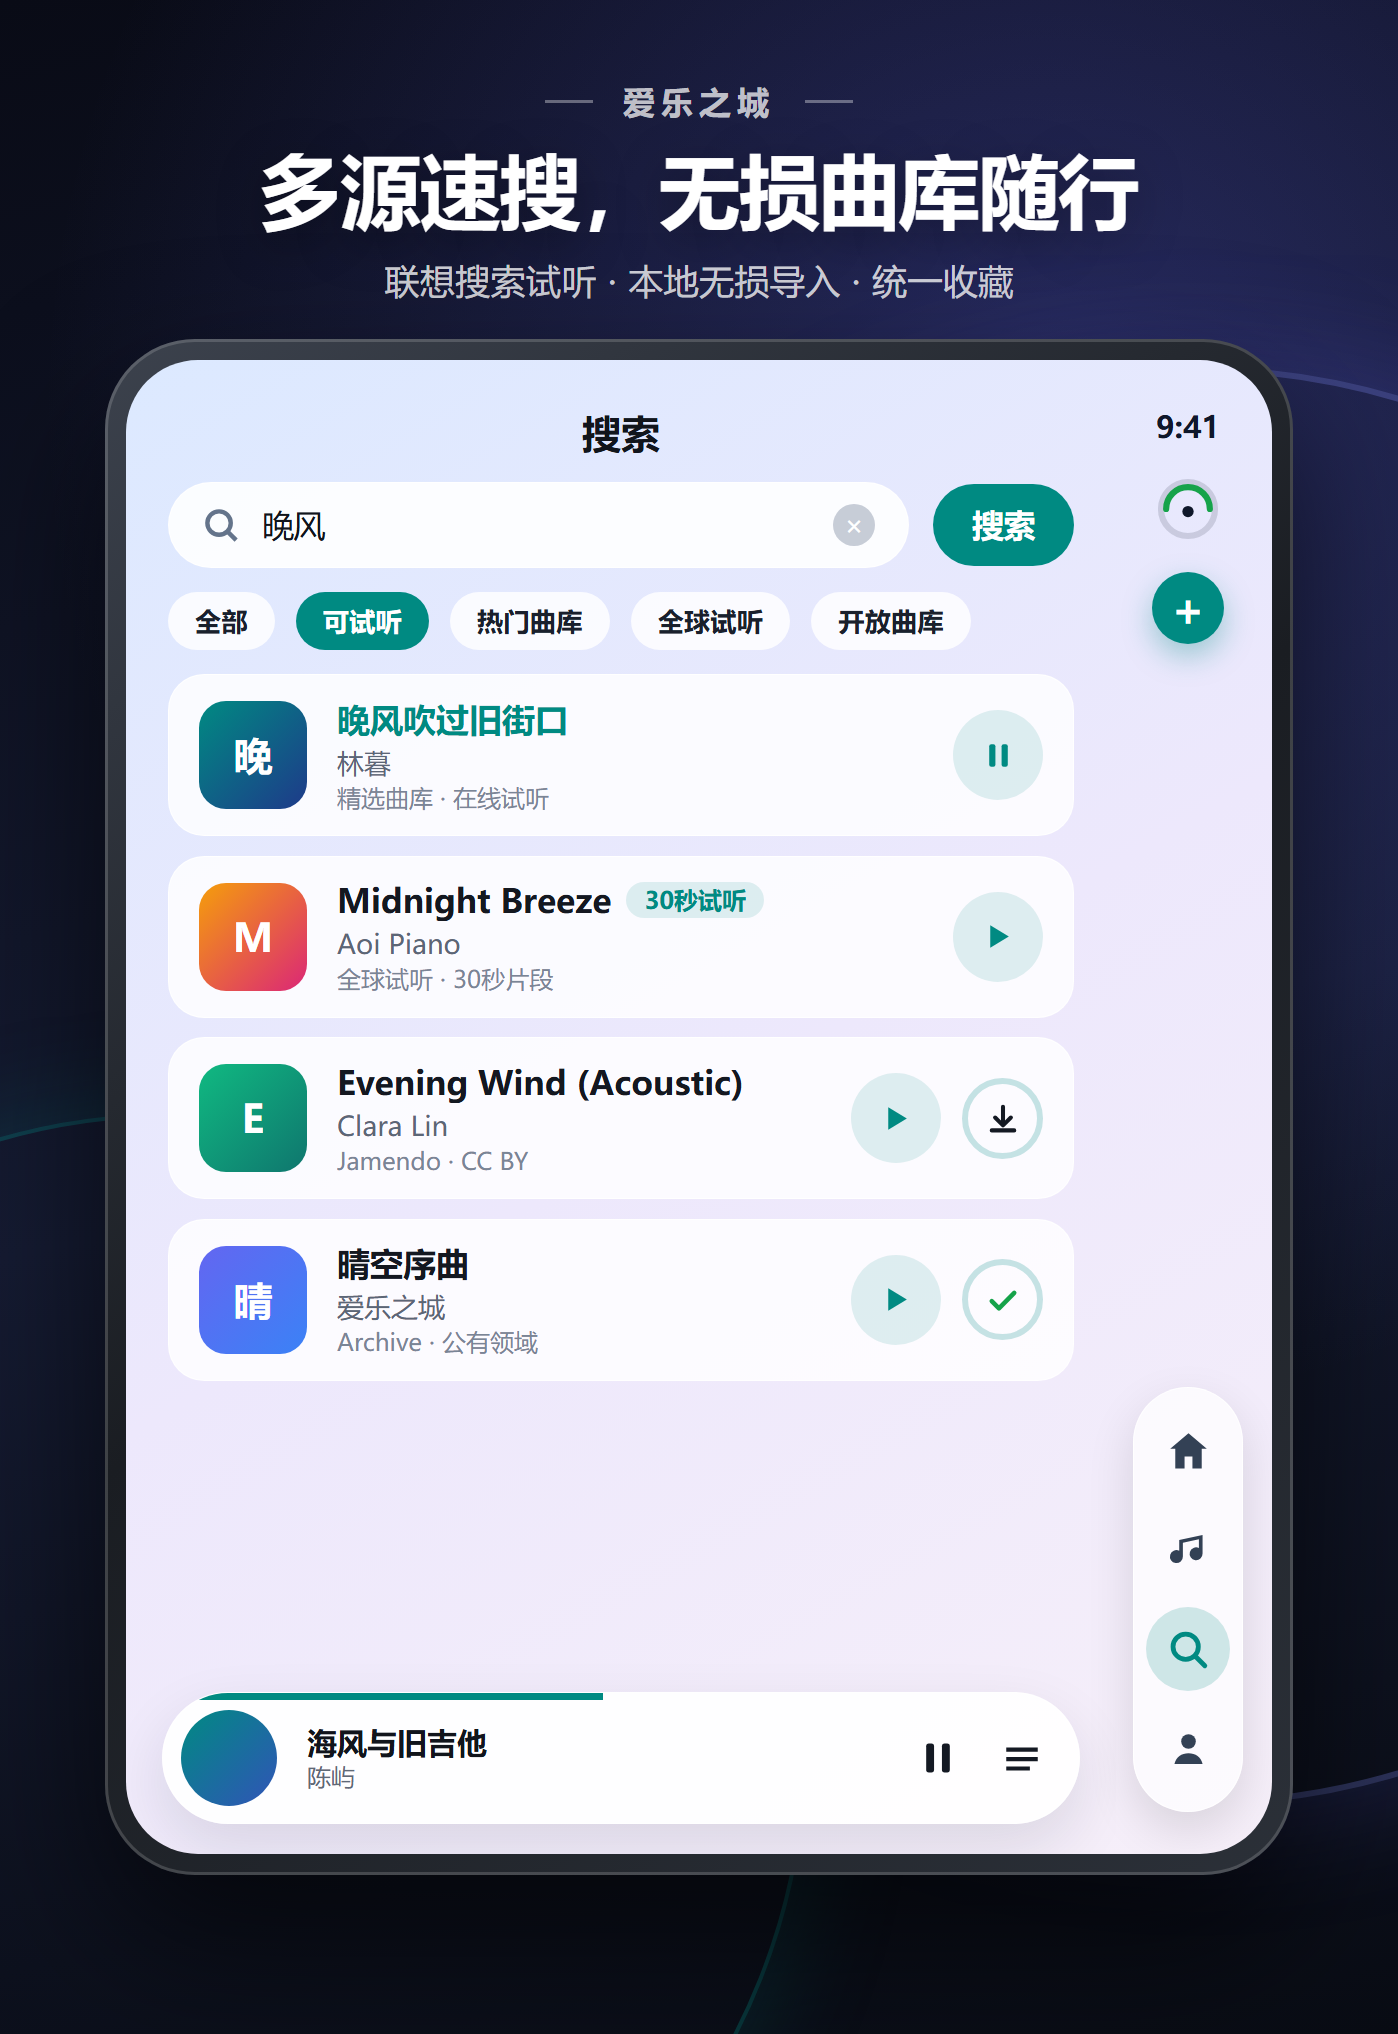 爱乐之城
多源速搜，无损曲库随行
联想搜索试听 · 本地无损导入 · 统一收藏
搜索
9:41
晚风
搜索
全部
可试听
热门曲库
全球试听
开放曲库
晚
晚风吹过旧街口
林暮
精选曲库 · 在线试听
M
Midnight Breeze
30秒试听
Aoi Piano
全球试听 · 30秒片段
E
Evening Wind (Acoustic)
Clara Lin
Jamendo · CC BY
晴
晴空序曲
爱乐之城
Archive · 公有领域
海风与旧吉他
陈屿